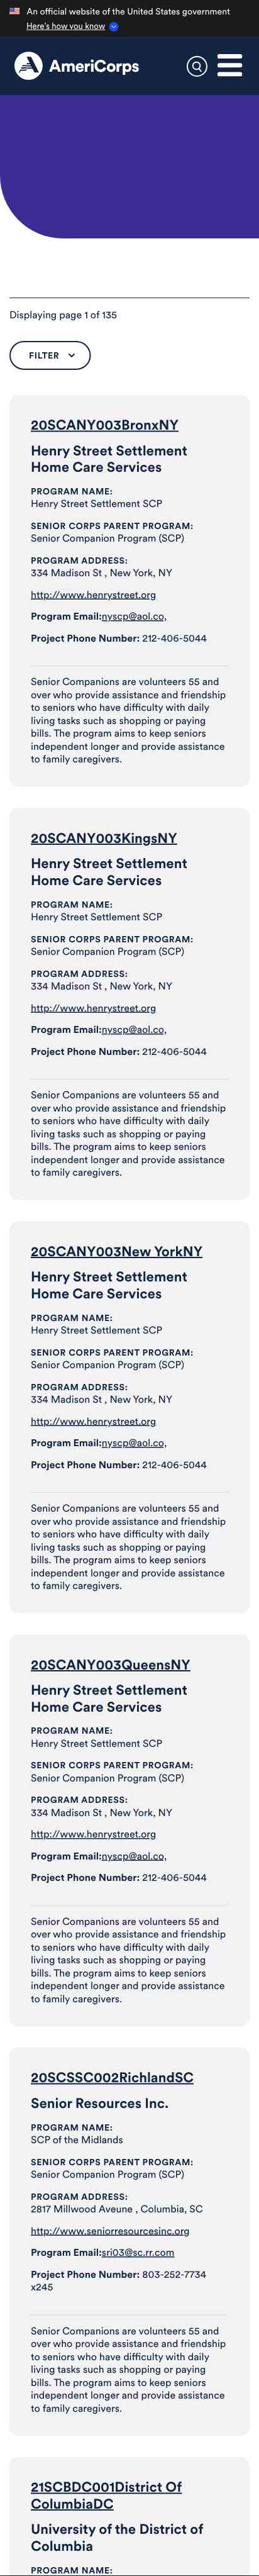 An official website of the United States government
Here's how you know
AmeriCorps
Displaying page 1 of 135
FILTER
20SCANY003BronxNY
Henry Street Settlement
Home Care Services
PROGRAM NAME:
Henry Street Settlement SCP
SENIOR CORPS PARENT PROGRAM:
Senior Companion Program (SCP)
PROGRAM ADDRESS:
334 Madison St , New York, NY
http://www.henrystreet.org
Program Email:nyscp@aol.co,
Project Phone Number: 212-406-5044
Senior Companions are volunteers 55 and
over who provide assistance and friendship
to seniors who have difficulty with daily
living tasks such as shopping or paying
bills. The program aims to keep seniors
independent longer and provide assistance
to family caregivers.
20SCANY003KingsNY
Henry Street Settlement
Home Care Services
PROGRAM NAME:
Henry Street Settlement SCP
SENIOR CORPS PARENT PROGRAM:
Senior Companion Program (SCP)
PROGRAM ADDRESS:
334 Madison St , New York, NY
http://www.henrystreet.org
Program Email:nyscp@aol.co,
Project Phone Number: 212-406-5044
Senior Companions are volunteers 55 and
over who provide assistance and friendship
to seniors who have difficulty with daily
living tasks such as shopping or paying
bills. The program aims to keep seniors
independent longer and provide assistance
to family caregivers.
20SCANY003New YorkNY
Henry Street Settlement
Home Care Services
PROGRAM NAME:
Henry Street Settlement SCP
SENIOR CORPS PARENT PROGRAM:
Senior Companion Program (SCP)
PROGRAM ADDRESS:
334 Madison St , New York, NY
http://www.henrystreet.org
Program Email:nyscp@aol.co,
Project Phone Number: 212-406-5044
Senior Companions are volunteers 55 and
over who provide assistance and friendship
to seniors who have difficulty with daily
living tasks such as shopping or paying
bills. The program aims to keep seniors
independent longer and provide assistance
to family caregivers.
20SCANY003QueensNY
Henry Street Settlement
Home Care Services
PROGRAM NAME:
Henry Street Settlement SCP
SENIOR CORPS PARENT PROGRAM:
Senior Companion Program (SCP)
PROGRAM ADDRESS:
334 Madison St , New York, NY
http://www.henrystreet.org
Program Email:nyscp@aol.co,
Project Phone Number: 212-406-5044
Senior Companions are volunteers 55 and
over who provide assistance and friendship
to seniors who have difficulty with daily
living tasks such as shopping or paying
bills. The program aims to keep seniors
independent longer and provide assistance
to family caregivers.
20SCSSC002RichlandSC
Senior Resources Inc.
PROGRAM NAME:
SCP of the Midlands
SENIOR CORPS PARENT PROGRAM:
Senior Companion Program (SCP)
PROGRAM ADDRESS:
2817 Millwood Aveune , Columbia, SC
http://www.seniorresourcesinc.org
Program Email:sri03@sc.rr.com
Project Phone Number: 803-252-7734
x245
Senior Companions are volunteers 55 and
over who provide assistance and friendship
to seniors who have difficulty with daily
living tasks such as shopping or paying
bills. The program aims to keep seniors
independent longer and provide assistance
to family caregivers.
21SCBDC001District Of
ColumbiaDC
University of the District of
Columbia
PROGRAM NAME: